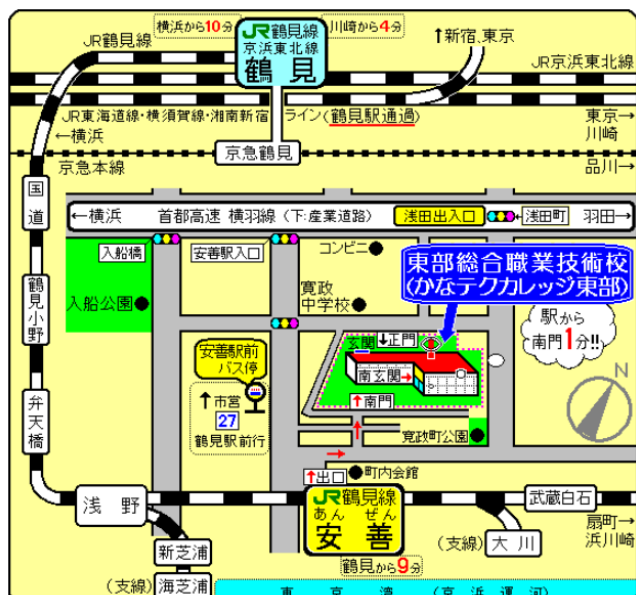 横浜から10分
川崎から4分
JR鶴見線
京浜東北線
鶴見
JR鶴見線
↑新宿、東京
JR京浜東北線
JR東海道線・横須賀線・湘南新宿
ライン(鶴見駅通過)
東京→
川崎
←横浜
京急鶴見
京急本線
品川→
国道
←横浜
首都高速 横羽線 (下:産業道路)
浅田出入口
←浅田町
羽田→
入船橋
安善駅入口
コンビニ
東部総合職業技術校
(かなテクカレッジ東部)
入船公園
寛政
中学校
鶴見小野
駅から
南門1分!!
玄関
↓正門
安善駅前
バス停
南玄関→
N
↑市営
27
鶴見駅前行
↑南門
弁天橋
寛政町公園
↑出口
町内会館
浅野
JR鶴見線
あんぜん
安善
武蔵白石
扇町→
浜川崎
新芝浦
(支線)
大川
(支線)
海芝浦
鶴見から9分
東京湾(京浜運河)